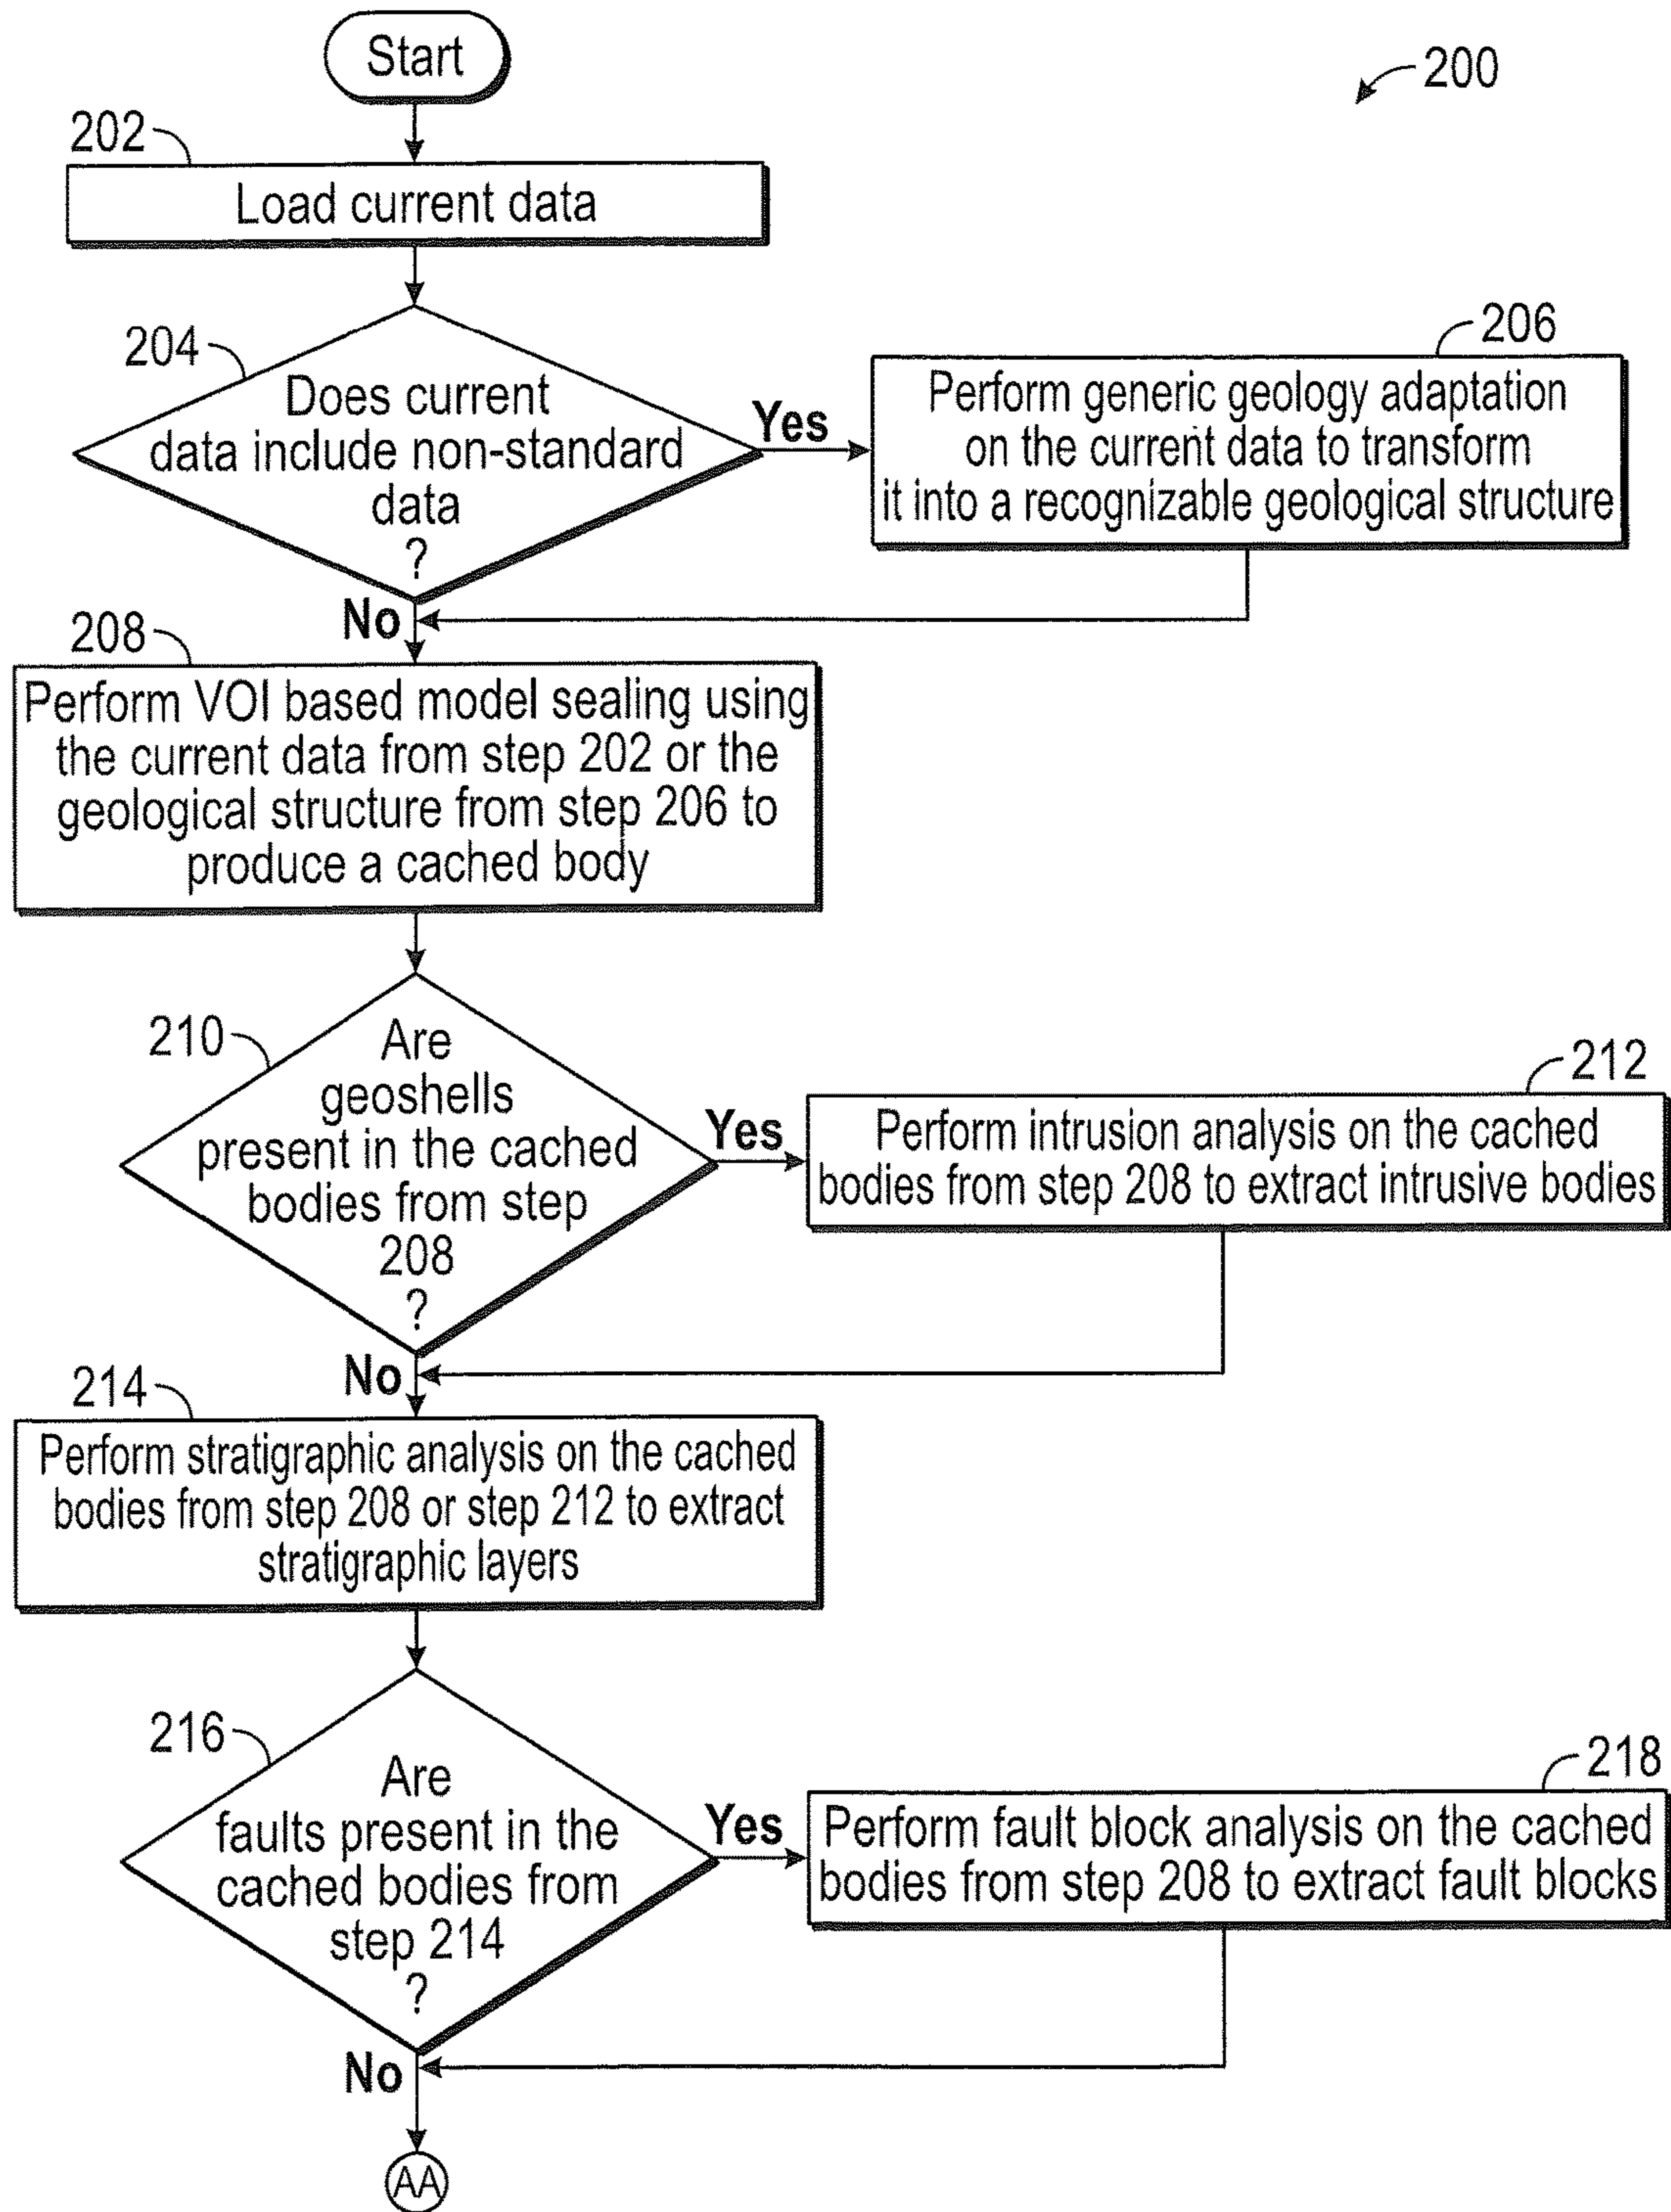 Start
200
202
Load current data
204
Does current
data include non-standard
data
?
Yes
206
Perform generic geology adaptation
on the current data to transform
it into a recognizable geological structure
No
208
Perform VOI based model sealing using
the current data from step 202 or the
geological structure from step 206 to
produce a cached body
210
Are
geoshells
present in the cached
bodies from step
208
?
Yes
212
Perform intrusion analysis on the cached
bodies from step 208 to extract intrusive bodies
No
214
Perform stratigraphic analysis on the cached
bodies from step 208 or step 212 to extract
stratigraphic layers
216
Are
faults present in the
cached bodies from
step 214
?
Yes
218
Perform fault block analysis on the cached
bodies from step 208 to extract fault blocks
No
AA